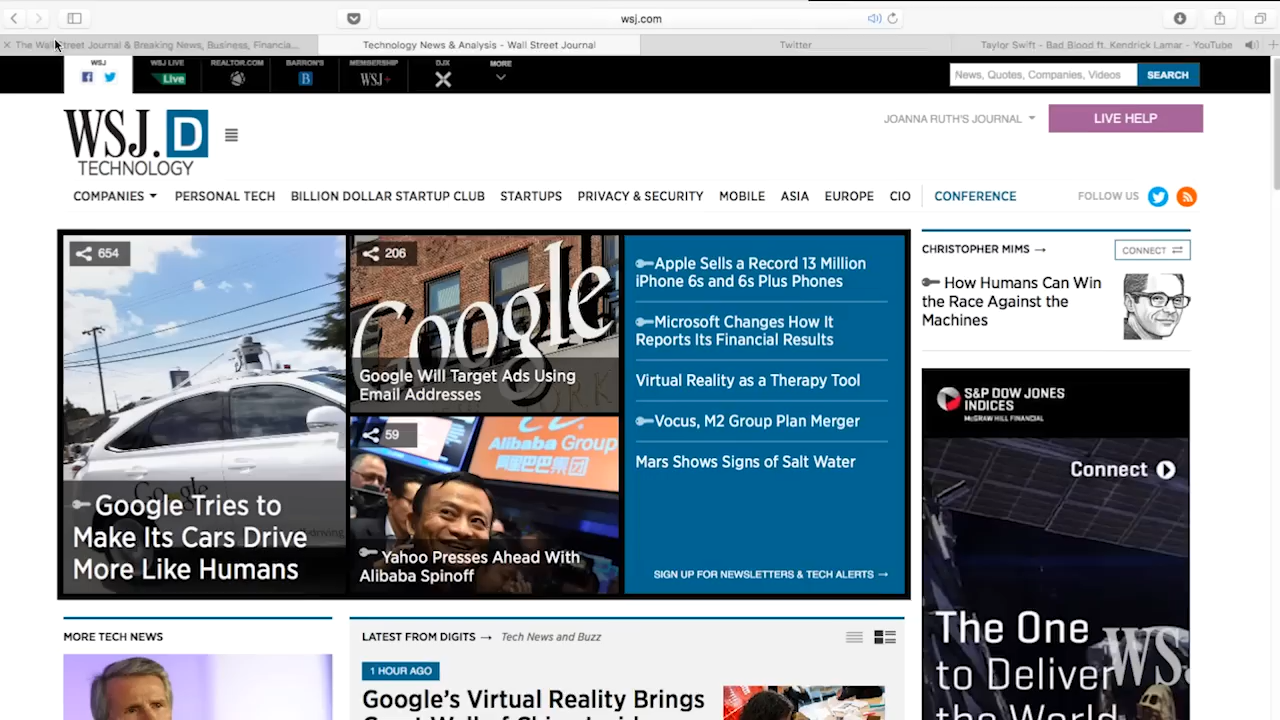 wsj.com
The Wall Street Journal & Breaking News, Business, Financia...
Technology News & Analysis - Wall Street Journal
Twitter
Taylor Swift - Bad Blood ft. Kendrick Lamar - YouTube
WSJ
WSJ LIVE
REALTOR.COM
BARRON'S
MEMBERSHIP
DJX
MORE
Live
B
WSJ+
News, Quotes, Companies, Videos
SEARCH
WSJ.D
TECHNOLOGY
JOANNA RUTH'S JOURNAL
LIVE HELP
COMPANIES
PERSONAL TECH
BILLION DOLLAR STARTUP CLUB
STARTUPS
PRIVACY & SECURITY
MOBILE
ASIA
EUROPE
CIO
CONFERENCE
FOLLOW US
654
Google Tries to
Make Its Cars Drive
More Like Humans
206
Google
Google Will Target Ads Using
Email Addresses
59
Alibaba Group
阿里巴巴集团
Yahoo Presses Ahead With
Alibaba Spinoff
Apple Sells a Record 13 Million
iPhone 6s and 6s Plus Phones
Microsoft Changes How It
Reports Its Financial Results
Virtual Reality as a Therapy Tool
Vocus, M2 Group Plan Merger
Mars Shows Signs of Salt Water
SIGN UP FOR NEWSLETTERS & TECH ALERTS →
CHRISTOPHER MIMS →
CONNECT
How Humans Can Win
the Race Against the
Machines
S&P DOW JONES
INDICES
McGRAW HILL FINANCIAL
Connect
The One
to Deliver
the World
WSJ
MORE TECH NEWS
LATEST FROM DIGITS → Tech News and Buzz
1 HOUR AGO
Google's Virtual Reality Brings
Great Wall of China Inside